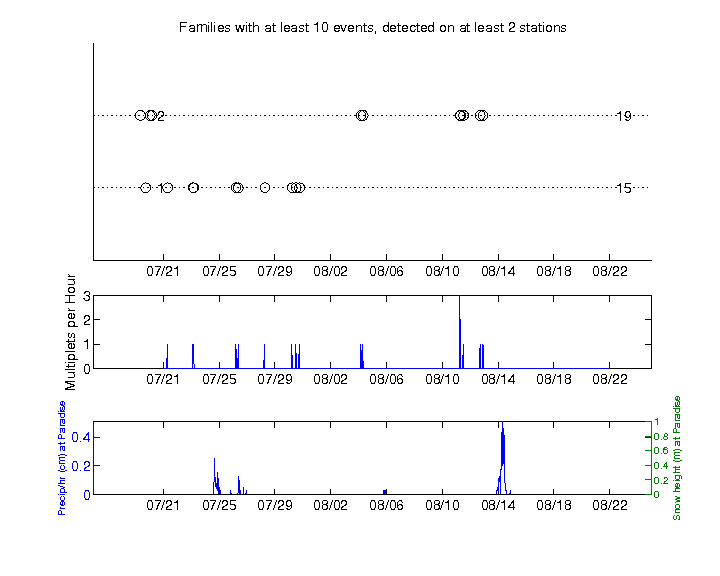 Families with at least 10 events, detected on at least 2 stations
2 19
1 15
07/21 07/25 07/29 08/02 08/06 08/10 08/14 08/18 08/22
Multiplets per Hour
3
2
1
0
07/21 07/25 07/29 08/02 08/06 08/10 08/14 08/18 08/22
Precip/hr (cm) at Paradise
0.4
0.2
0
1
0.8
0.6
0.4
0.2
0
Snow height (m) at Paradise
07/21 07/25 07/29 08/02 08/06 08/10 08/14 08/18 08/22